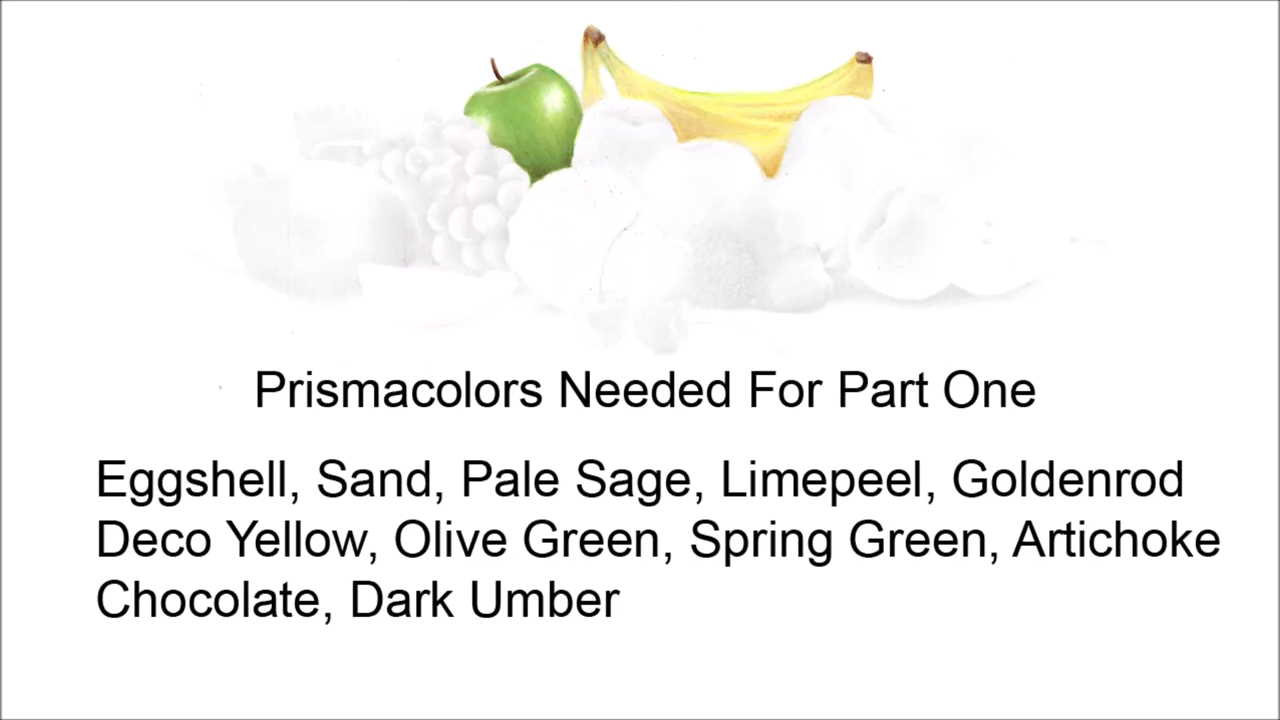 Prismacolors Needed For Part One
Eggshell, Sand, Pale Sage, Limepeel, Goldenrod
Deco Yellow, Olive Green, Spring Green, Artichoke
Chocolate, Dark Umber